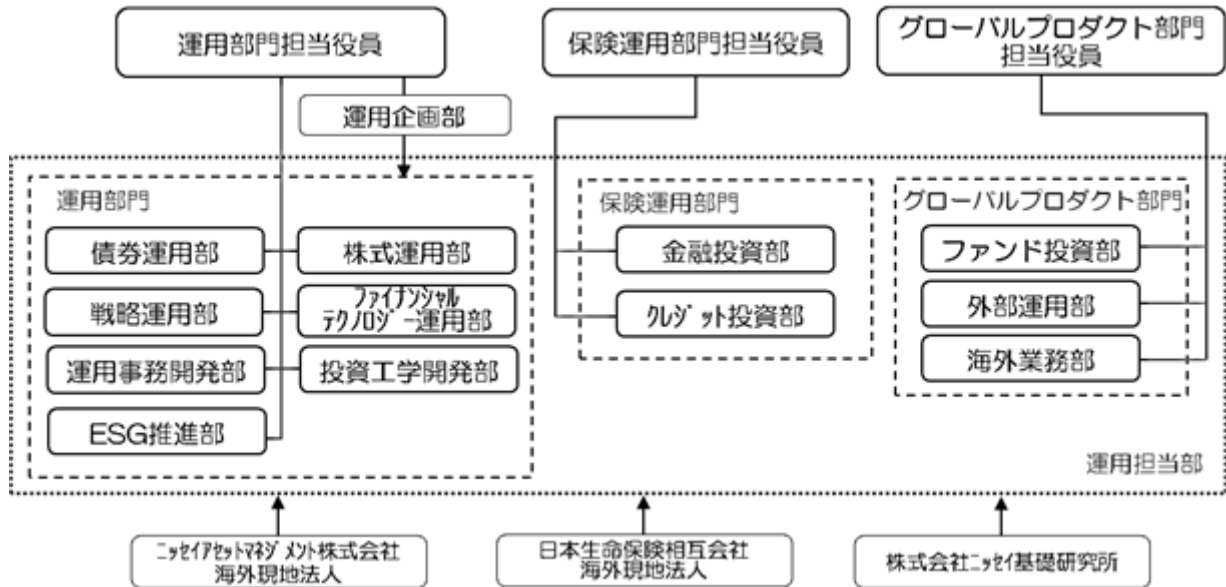 運用部門担当役員
保険運用部門担当役員
グローバルプロダクト部門
担当役員
運用企画部
運用部門
債券運用部
株式運用部
戦略運用部
ﾌｧｲﾅﾝｼｬﾙ
ﾃｸﾉﾛｼﾞｰ運用部
運用事務開発部
投資工学開発部
ESG推進部
保険運用部門
金融投資部
ｸﾚｼﾞｯﾄ投資部
グローバルプロダクト部門
ファンド投資部
外部運用部
海外業務部
運用担当部
ﾆｯｾｲｱｾｯﾄﾏﾈｼﾞﾒﾝﾄ株式会社
海外現地法人
日本生命保険相互会社
海外現地法人
株式会社ﾆｯｾｲ基礎研究所